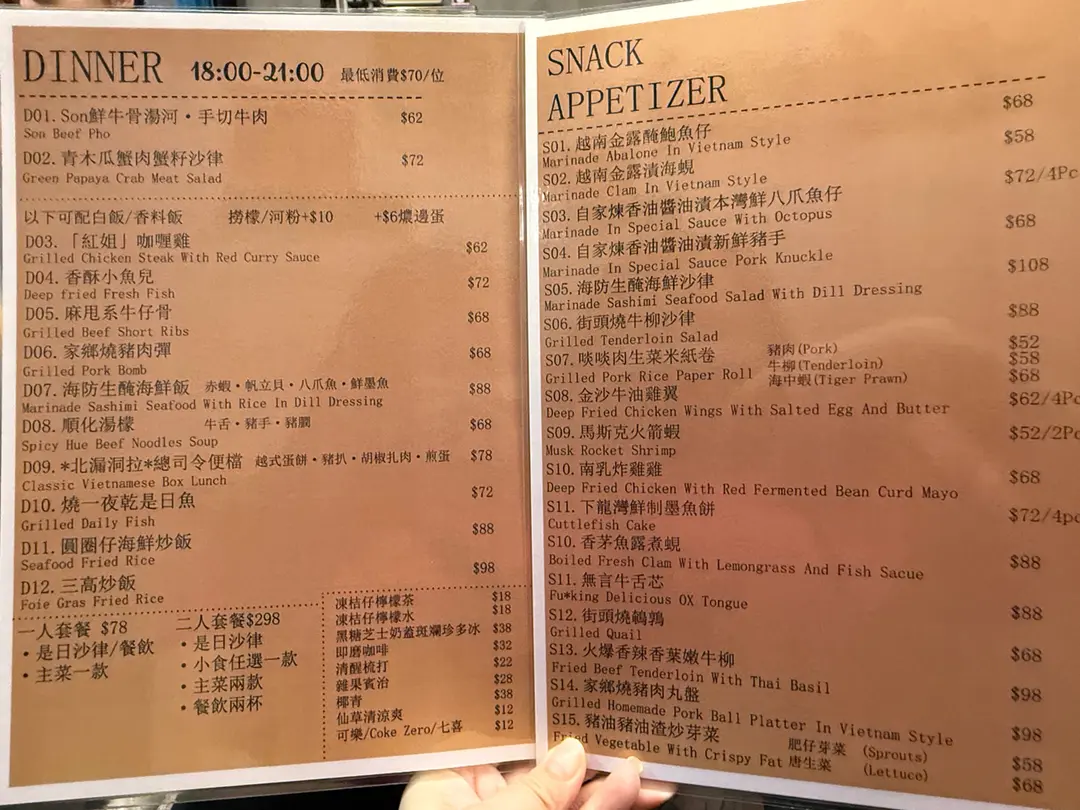 DINNER 18:00-21:00 最低消費$70/位
D01. Son鮮牛骨湯河・手切牛肉 $62
Son Beef Pho
D02. 青木瓜蟹肉蟹籽沙律 $72
Green Papaya Crab Meat Salad
以下可配白飯/香料飯 撈檬/河粉+$10 +$6燶邊蛋
D03. 「紅姐」咖喱雞 $62
Grilled Chicken Steak With Red Curry Sauce
D04. 香酥小魚兒 $72
Deep fried Fresh Fish
D05. 麻甩系牛仔骨 $68
Grilled Beef Short Ribs
D06. 家鄉燒豬肉彈 $68
Grilled Pork Bomb
D07. 海防生醃海鮮飯 赤蝦・帆立貝・八爪魚・鮮墨魚 $88
Marinade Sashimi Seafood With Rice In Dill Dressing
D08. 順化湯檬 牛舌・豬手・豬膶 $68
Spicy Hue Beef Noodles Soup
D09. *北漏洞拉*總司令便檔 越式蛋餅・豬扒・胡椒扎肉・煎蛋 $78
Classic Vietnamese Box Lunch
D10. 燒一夜乾是日魚 $72
Grilled Daily Fish
D11. 圓圈仔海鮮炒飯 $88
Seafood Fried Rice
D12. 三高炒飯 $98
Foie Gras Fried Rice
一人套餐 $78
・是日沙律/餐飲
・主菜一款
二人套餐$298
・是日沙律
・小食任選一款
・主菜兩款
・餐飲兩杯
凍桔仔檸檬茶 $18
凍桔仔檸檬水 $18
黑糖芝士奶蓋斑斕珍多冰 $38
即磨咖啡 $32
清醒梳打 $22
雜果賓治 $28
椰青 $38
仙草清涼爽 $12
可樂/Coke Zero/七喜 $12
SNACK
APPETIZER
S01. 越南金露醃鮑魚仔 $68
Marinade Abalone In Vietnam Style
S02. 越南金露漬海蜆 $58
Marinade Clam In Vietnam Style
S03. 自家煉香油醬油漬本灣鮮八爪魚仔 $72/4Pc
Marinade In Special Sauce With Octopus
S04. 自家煉香油醬油漬新鮮豬手 $68
Marinade In Special Sauce Pork Knuckle
S05. 海防生醃海鮮沙律 $108
Marinade Sashimi Seafood Salad With Dill Dressing
S06. 街頭燒牛柳沙律 $88
Grilled Tenderloin Salad
S07. 啖啖肉生菜米紙卷 豬肉(Pork) $52
Grilled Pork Rice Paper Roll 牛柳(Tenderloin) $58
海中蝦(Tiger Prawn) $68
S08. 金沙牛油雞翼 $62/4Pc
Deep Fried Chicken Wings With Salted Egg And Butter
S09. 馬斯克火箭蝦 $52/2Pc
Musk Rocket Shrimp
S10. 南乳炸雞雞 $68
Deep Fried Chicken With Red Fermented Bean Curd Mayo
S11. 下龍灣鮮制墨魚餅 $72/4pc
Cuttlefish Cake
S10. 香茅魚露煮蜆 $88
Boiled Fresh Clam With Lemongrass And Fish Sacue
S11. 無言牛舌芯 $88
Fu*king Delicious OX Tongue
S12. 街頭燒鵪鶉 $68
Grilled Quail
S13. 火爆香辣香葉嫩牛柳 $98
Fried Beef Tenderloin With Thai Basil
S14. 家鄉燒豬肉丸盤 $98
Grilled Homemade Pork Ball Platter In Vietnam Style
S15. 豬油豬油渣炒芽菜 肥仔芽菜 (Sprouts) $58
Fried Vegetable With Crispy Fat 唐生菜 (Lettuce) $68